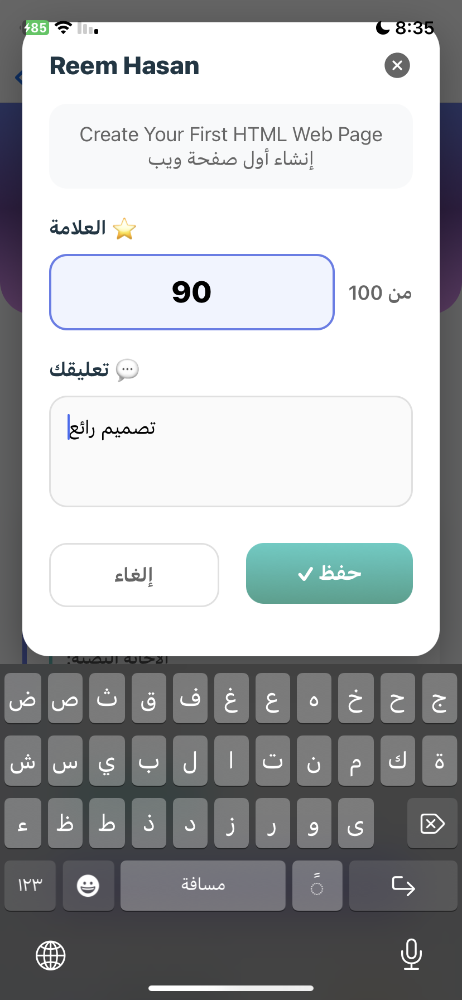 85
8:35
Reem Hasan
Create Your First HTML Web Page
إنشاء أول صفحة ويب
العلامة
90
من 100
تعليقك
تصميم رائع
حفظ
إلغاء
ض ص ث ق ف غ ع ه خ ح ج
ش س ي ب ل ا ت ن م ك ة
ء ظ ط ذ د ز ر و ى
١٢٣
مسافة